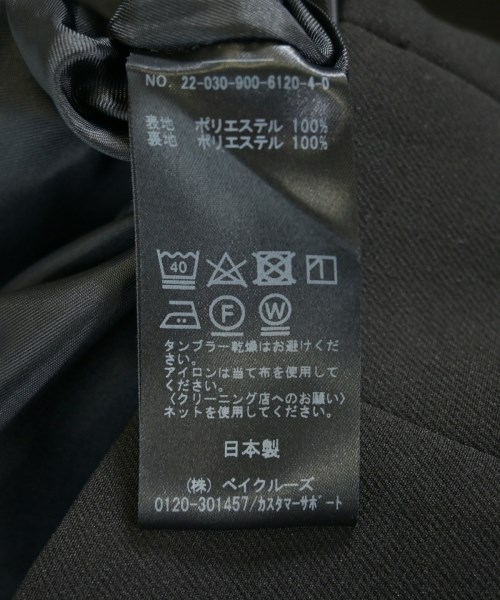 NO. 22-030-900-6120-4-0
表地 ポリエステル 100%
裏地 ポリエステル 100%
40
F W
タンブラー乾燥はお避けくだ
さい。
アイロンは当て布を使用して
ください。
〈クリーニング店へのお願い〉
ネットを使用してください。
日本製
(株) ベイクルーズ
0120-301457/カスタマーサポート